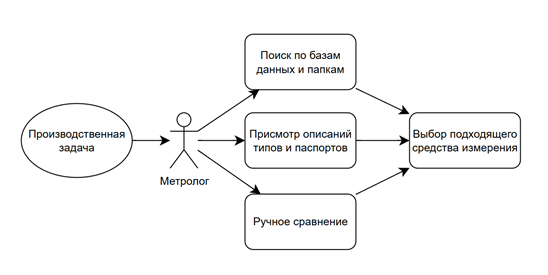 Производственная
задача
Метролог
Поиск по базам
данных и папкам
Присмотр описаний
типов и паспортов
Ручное сравнение
Выбор подходящего
средства измерения